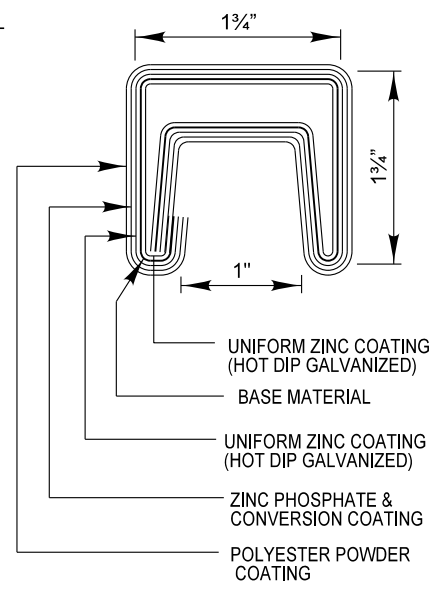 1¾"
1¾"
1"
UNIFORM ZINC COATING
(HOT DIP GALVANIZED)
BASE MATERIAL
UNIFORM ZINC COATING
(HOT DIP GALVANIZED)
ZINC PHOSPHATE &
CONVERSION COATING
POLYESTER POWDER
COATING